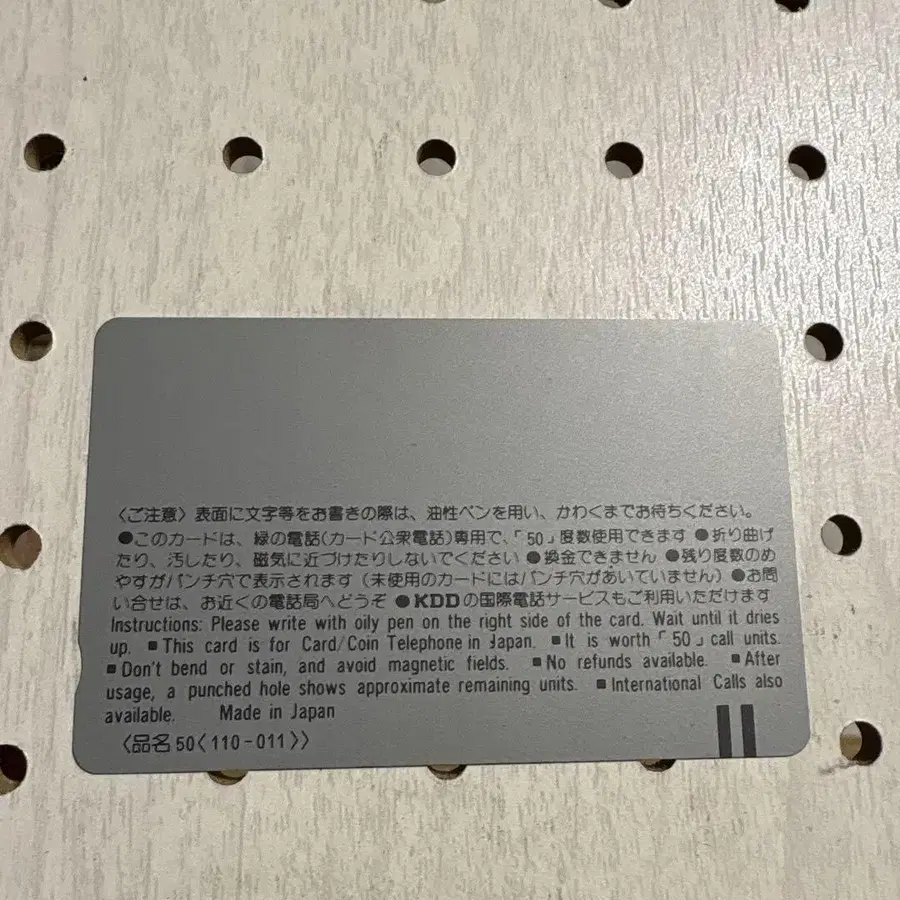 〈ご注意〉表面に文字等をお書きの際は、油性ペンを用い、かわくまでお待ちください。
●このカードは、緑の電話(カード公衆電話)専用で、「50」度数使用できます ●折り曲げ
たり、汚したり、磁気に近づけたりしないでください ●換金できません ●残り度数のめ
やすがパンチ穴で表示されます(未使用のカードにはパンチ穴があいていません) ●お問
い合せは、お近くの電話局へどうぞ ●KDDの国際電話サービスもご利用いただけます
Instructions: Please write with oily pen on the right side of the card. Wait until it dries
up. ■This card is for Card/Coin Telephone in Japan. ■It is worth「50」call units.
■Don't bend or stain, and avoid magnetic fields. ■No refunds available. ■After
usage, a punched hole shows approximate remaining units. ■International Calls also
available. Made in Japan
〈品名50〈110-011〉〉